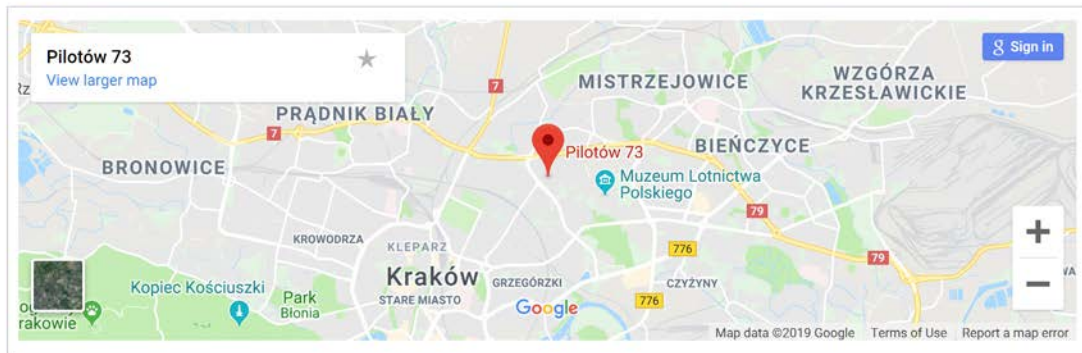 Pilotów 73
View larger map
Sign in
7
MISTRZEJOWICE
WZGÓRZA
KRZESŁAWICKIE
PRĄDNIK BIAŁY
7
Pilotów 73
BIEŃCZYCE
BRONOWICE
Muzeum Lotnictwa
Polskiego
79
KROWODRZA
KLEPARZ
776
79
Kraków
GRZEGÓRZKI
CZYŻYNY
Kopiec Kościuszki
Park
Błonia
STARE MIASTO
Google
776
rakowie
Map data ©2019 Google
Terms of Use
Report a map error